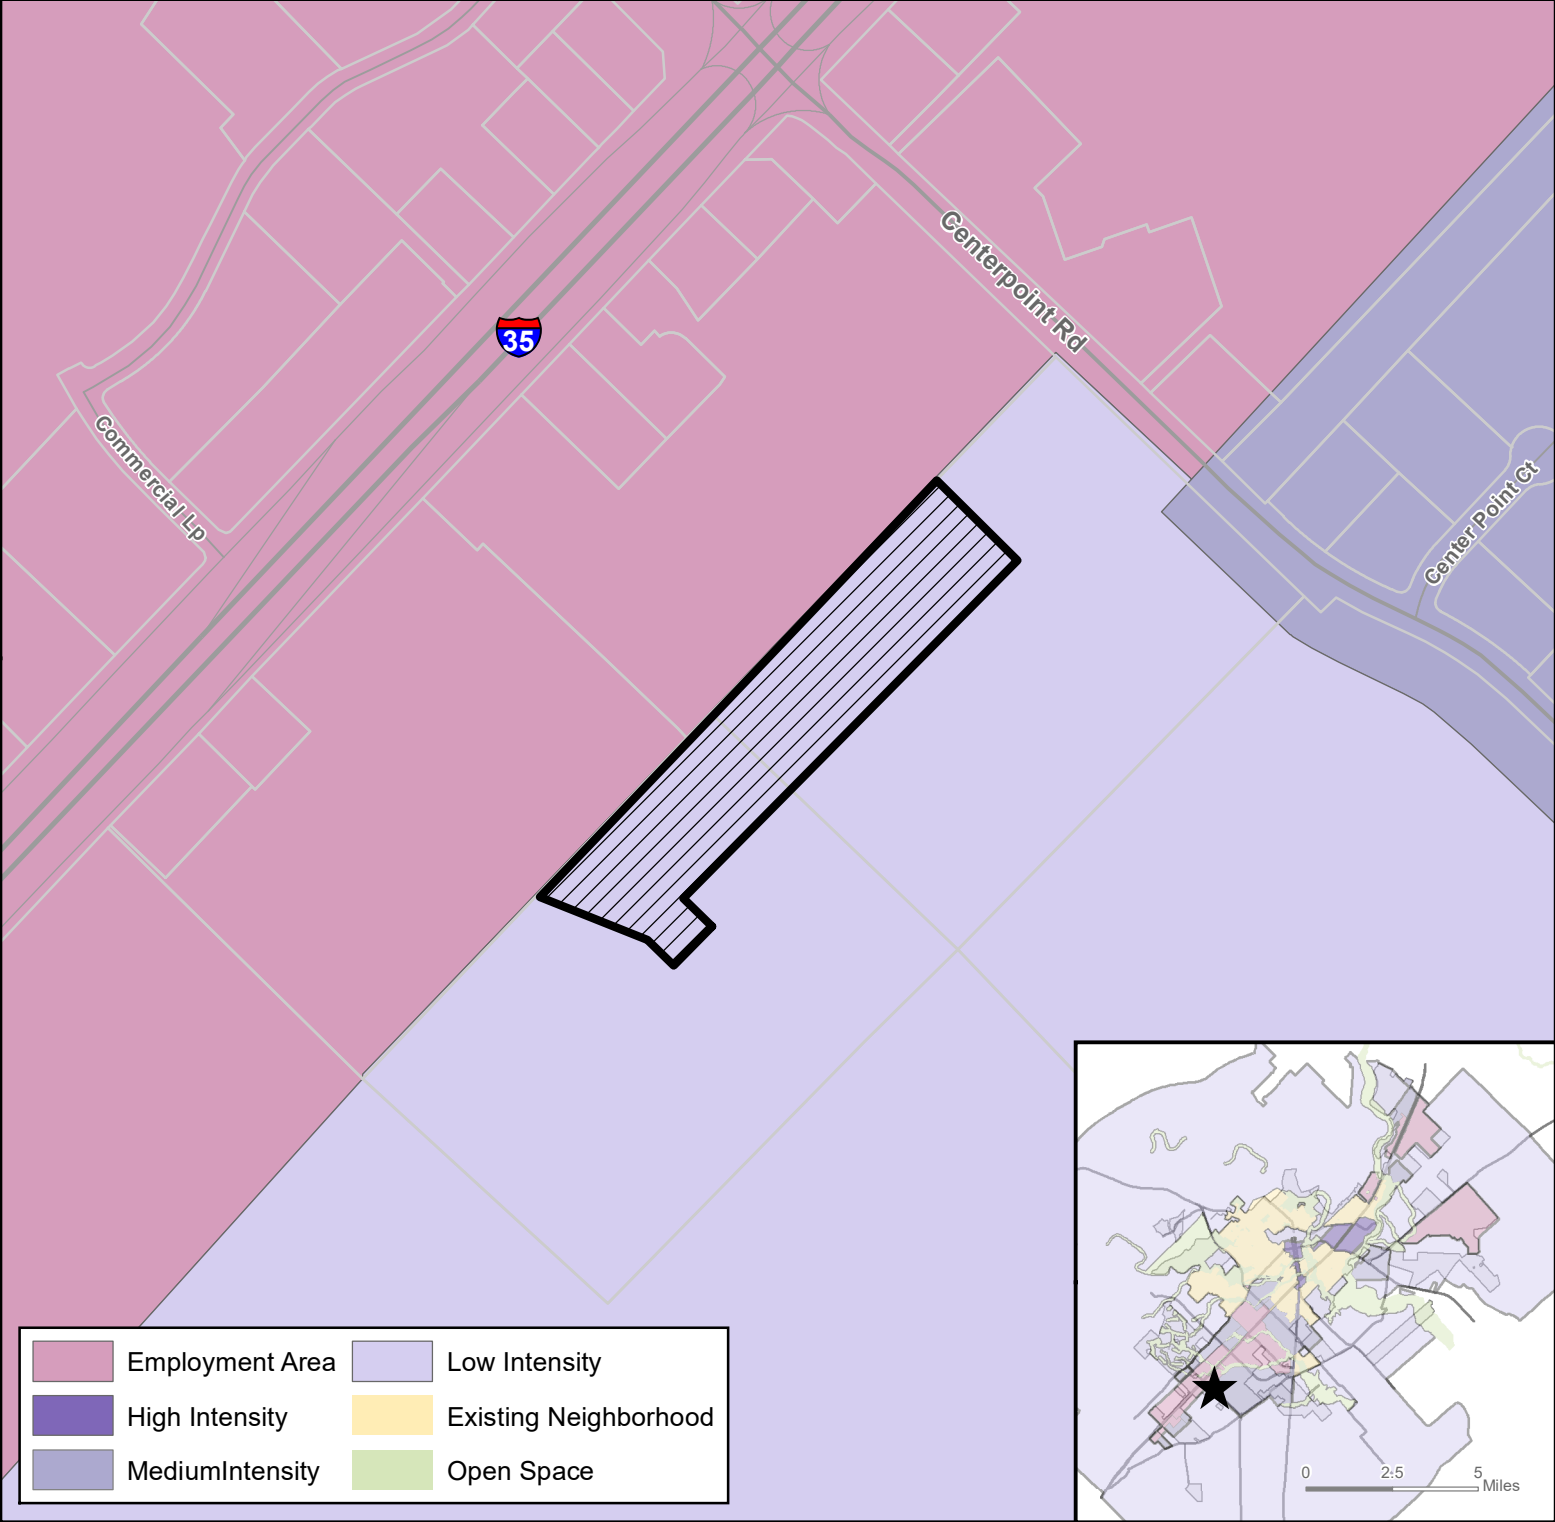 Centerpoint Rd
35
Commercial Lp
Center Point Ct
Employment Area
Low Intensity
High Intensity
Existing Neighborhood
MediumIntensity
Open Space
0 2.5 5
Miles